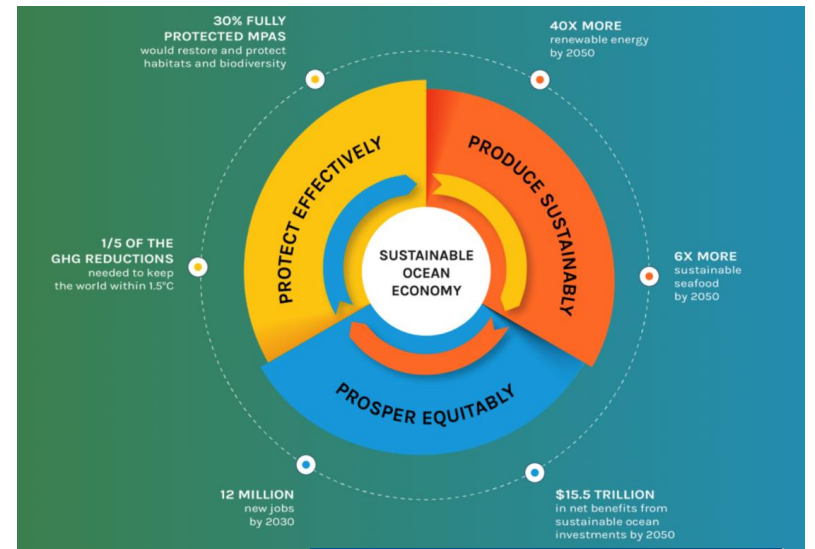 30% FULLY
PROTECTED MPAS
would restore and protect
habitats and biodiversity
40X MORE
renewable energy
by 2050
PROTECT EFFECTIVELY
PRODUCE SUSTAINABLY
SUSTAINABLE
OCEAN
ECONOMY
1/5 OF THE
GHG REDUCTIONS
needed to keep
the world within 1.5°C
6X MORE
sustainable
seafood
by 2050
PROSPER EQUITABLY
12 MILLION
new jobs
by 2030
$15.5 TRILLION
in net benefits from
sustainable ocean
investments by 2050